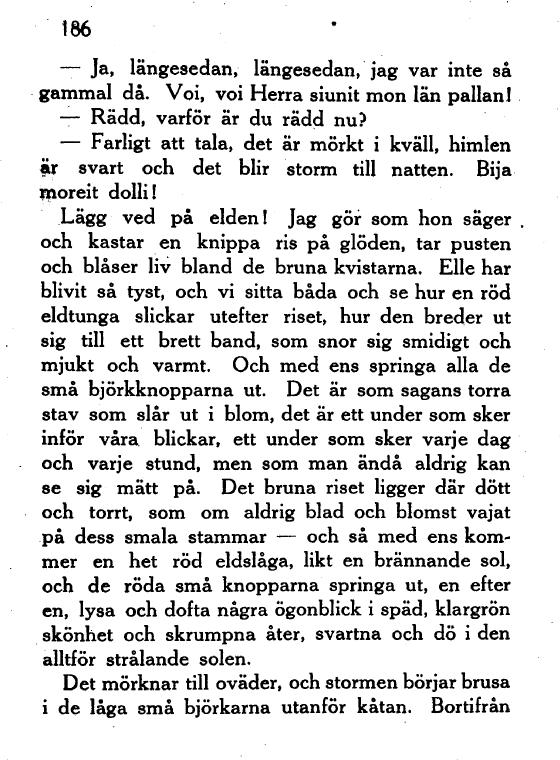 186
— Ja, längesedan, längesedan, jag var inte så
gammal då. Voi, voi Herra siunit mon län pallan!
— Rädd, varför är du rädd nu?
— Farligt att tala, det är mörkt i kväll, himlen
är svart och det blir storm till natten. Bija
moreit dolli!
Lägg ved på elden! Jag gör som hon säger
och kastar en knippa ris på glöden, tar pusten
och blåser liv bland de bruna kvistarna. Elle har
blivit så tyst, och vi sitta båda och se hur en röd
eldtunga slickar utefter riset, hur den breder ut
sig till ett brett band, som snor sig smidigt och
mjukt och varmt. Och med ens springa alla de
små björkknopparna ut. Det är som sagans torra
stav som slår ut i blom, det är ett under som sker
inför våra blickar, ett under som sker varje dag
och varje stund, men som man ändå aldrig kan
se sig mätt på. Det bruna riset ligger där dött
och torrt, som om aldrig blad och blomst vajat
på dess smala stammar — och så med ens kom-
mer en het röd eldslåga, likt en brännande sol,
och de röda små knopparna springa ut, en efter
en, lysa och dofta några ögonblick i späd, klargrön
skönhet och skrumpna åter, svartna och dö i den
alltför strålande solen.
Det mörknar till oväder, och stormen börjar brusa
i de låga små björkarna utanför kåtan. Bortifrån